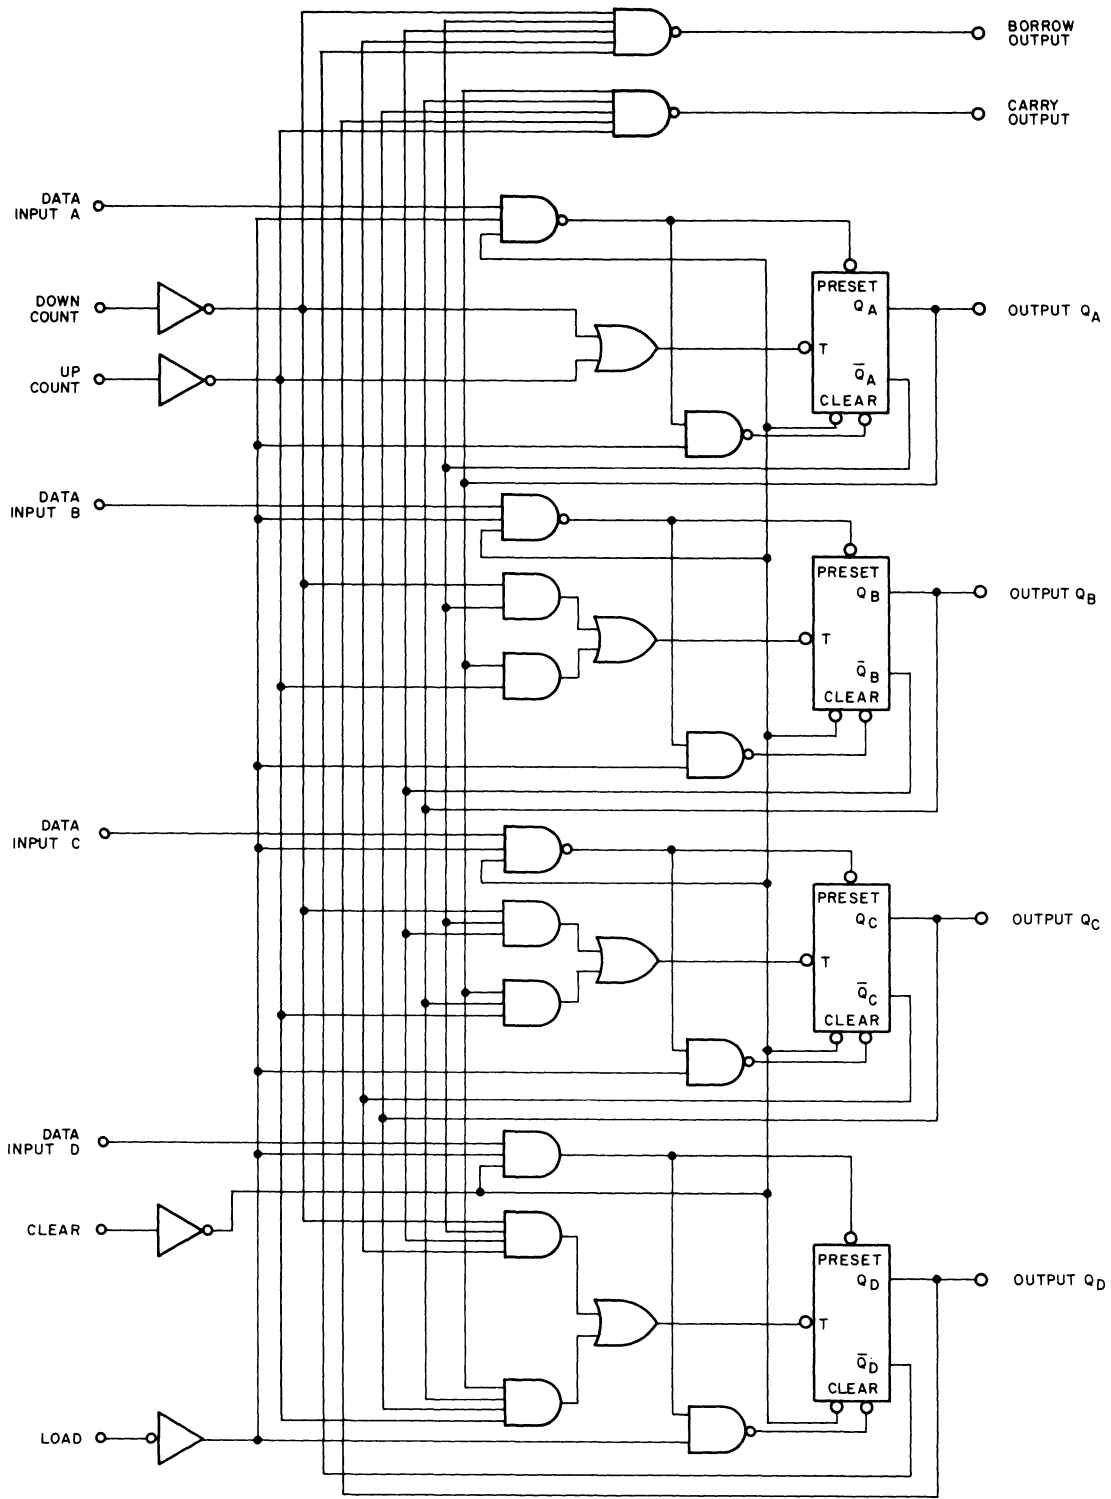 BORROW
OUTPUT
CARRY
OUTPUT
DATA
INPUT A
PRESET
DOWN
COUNT
QA
OUTPUT QA
T
UP
COUNT
Q̅A
CLEAR
DATA
INPUT B
PRESET
QB
OUTPUT QB
T
Q̅B
CLEAR
DATA
INPUT C
PRESET
QC
OUTPUT QC
T
Q̅C
CLEAR
DATA
INPUT D
CLEAR
PRESET
QD
OUTPUT QD
T
Q̅D
CLEAR
LOAD